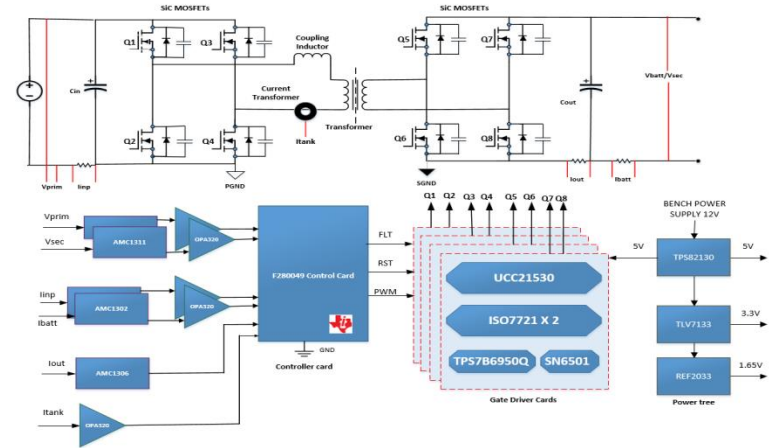 SiC MOSFETs
SiC MOSFETs
Q1
Q3
Coupling
Inductor
Q5
Q7
Cin
Current
Transformer
Transformer
Cout
Vbatt/Vsec
Q2
Q4
Itank
Q6
Q8
Vprim
Iinp
PGND
SGND
Iout
Ibatt
Q1 Q2 Q3 Q4 Q5 Q6 Q7 Q8
BENCH POWER
SUPPLY 12V
Vprim
Vsec
AMC1311
OPA320
F280049 Control Card
FLT
RST
PWM
UCC21530
ISO7721 X 2
TPS7B6950Q
SN6501
Gate Driver Cards
5V
TPS82130
5V
TLV7133
3.3V
REF2033
1.65V
Power tree
Iinp
Ibatt
AMC1302
OPA320
GND
Controller card
Iout
AMC1306
Itank
OPA320